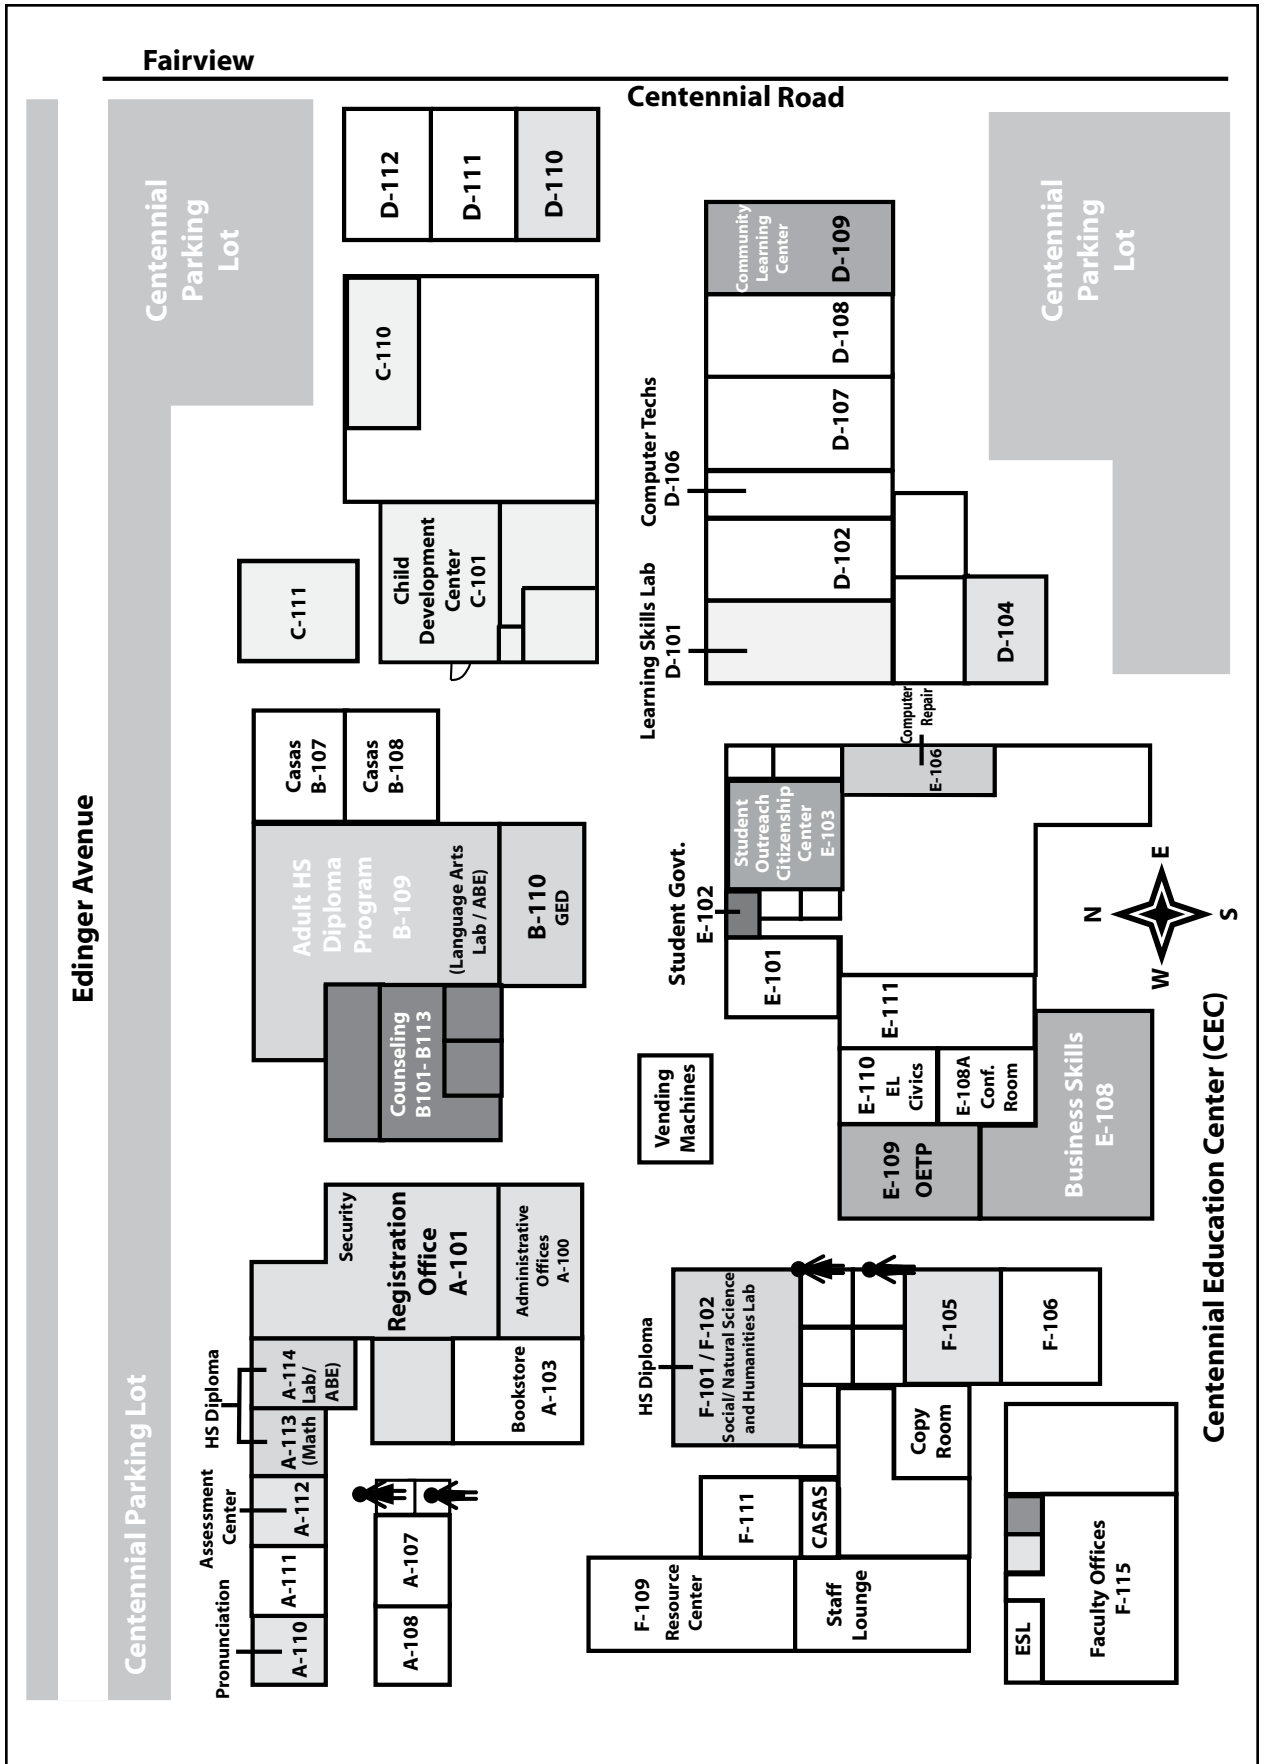 Fairview
Centennial Road
Edinger Avenue
Centennial Parking Lot
Centennial
Parking
Lot
Pronunciation
A-110
A-111
Assessment
Center
A-112
HS Diploma
A-113
(Math
A-114
Lab/
ABE)
A-108
A-107
Security
Registration
Office
A-101
Administrative
Offices
A-100
Bookstore
A-103
Counseling
B101- B113
Adult HS
Diploma
Program
B-109
(Language Arts
Lab / ABE)
B-110
GED
Casas
B-107
Casas
B-108
C-111
Child
Development
Center
C-101
C-110
D-112
D-111
D-110
F-109
Resource
Center
Staff
Lounge
F-111
CASAS
HS Diploma
F-101 / F-102
Social/ Natural Science
and Humanities Lab
Copy
Room
F-105
F-106
ESL
Faculty Offices
F-115
Vending
Machines
Student Govt.
E-102
E-101
Student
Outreach
Citizenship
Center
E-103
E-111
E-110
EL
Civics
E-108A
Conf.
Room
E-109
OETP
Business Skills
E-108
Computer
Repair
E-106
Learning Skills Lab
D-101
D-102
Computer Techs
D-106
D-107
D-108
Community
Learning
Center
D-109
D-104
Centennial
Parking
Lot
N
W
E
S
Centennial Education Center (CEC)